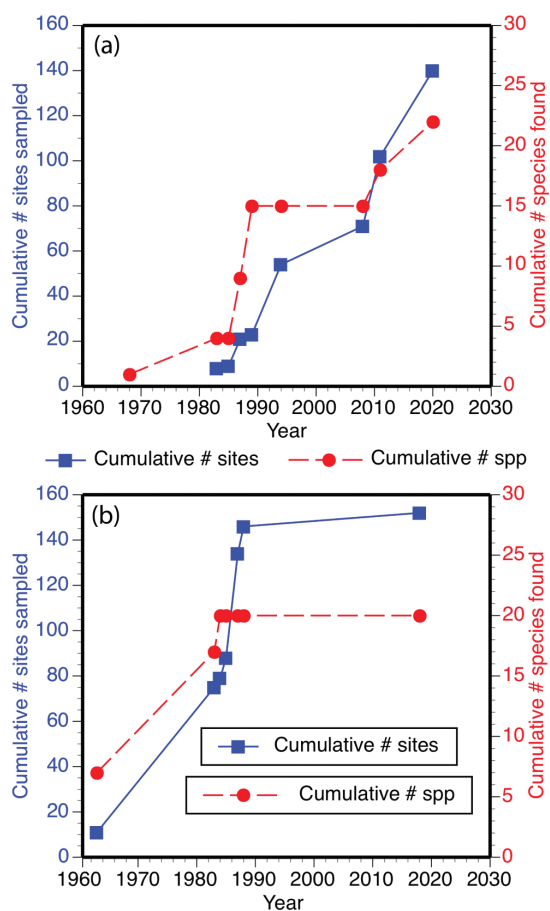 (a)
Cumulative # sites sampled
160
140
120
100
80
60
40
20
0
Cumulative # species found
30
25
20
15
10
5
0
1960 1970 1980 1990 2000 2010 2020 2030
Year
Cumulative # sites Cumulative # spp
(b)
Cumulative # sites sampled
160
140
120
100
80
60
40
20
0
Cumulative # species found
30
25
20
15
10
5
0
Cumulative # sites
Cumulative # spp
1960 1970 1980 1990 2000 2010 2020 2030
Year